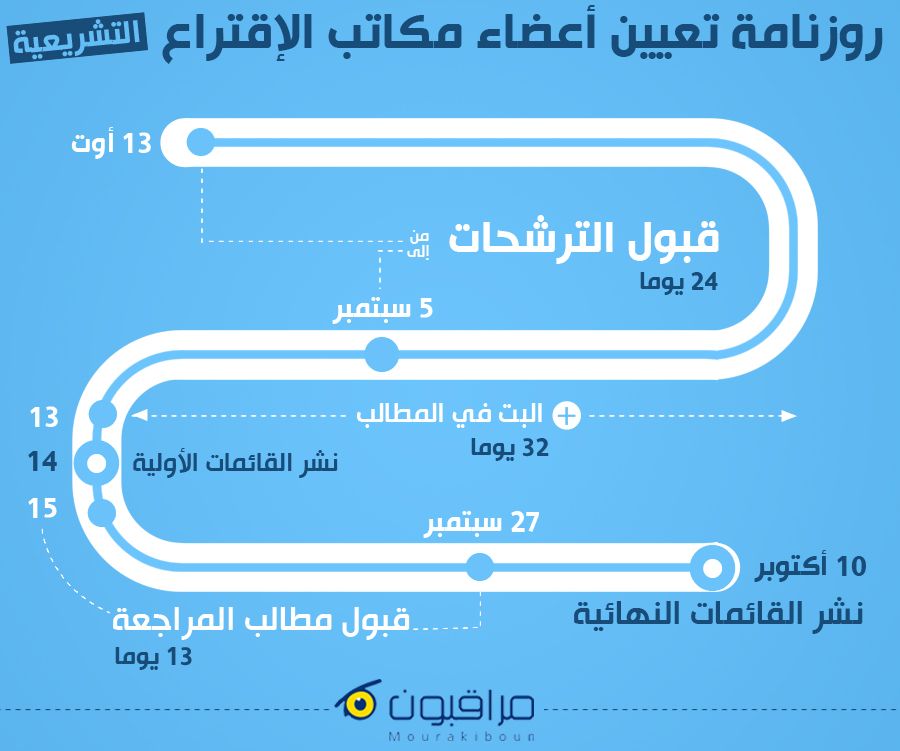 روزنامة تعيين أعضاء مكاتب الإقتراع التشريعية
13 أوت
من
إلى
قبول الترشحات
24 يوما
5 سبتمبر
13
البت في المطالب
32 يوما
14
نشر القائمات الأولية
15
27 سبتمبر
10 أكتوبر
نشر القائمات النهائية
قبول مطالب المراجعة
13 يوما
مراقبون
Mourakiboun